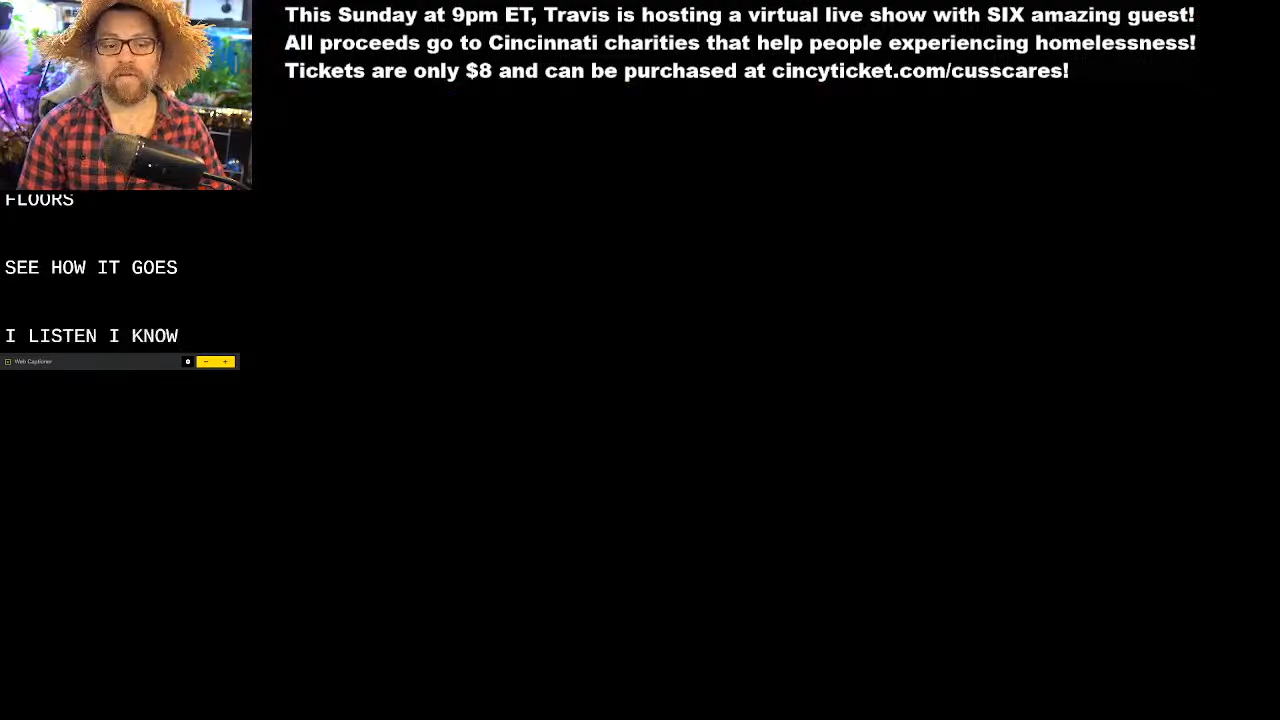 This Sunday at 9pm ET, Travis is hosting a virtual live show with SIX amazing guest!
All proceeds go to Cincinnati charities that help people experiencing homelessness!
Tickets are only $8 and can be purchased at cincyticket.com/cusscares!
FLOORS
SEE HOW IT GOES
I LISTEN I KNOW
Web Captioner